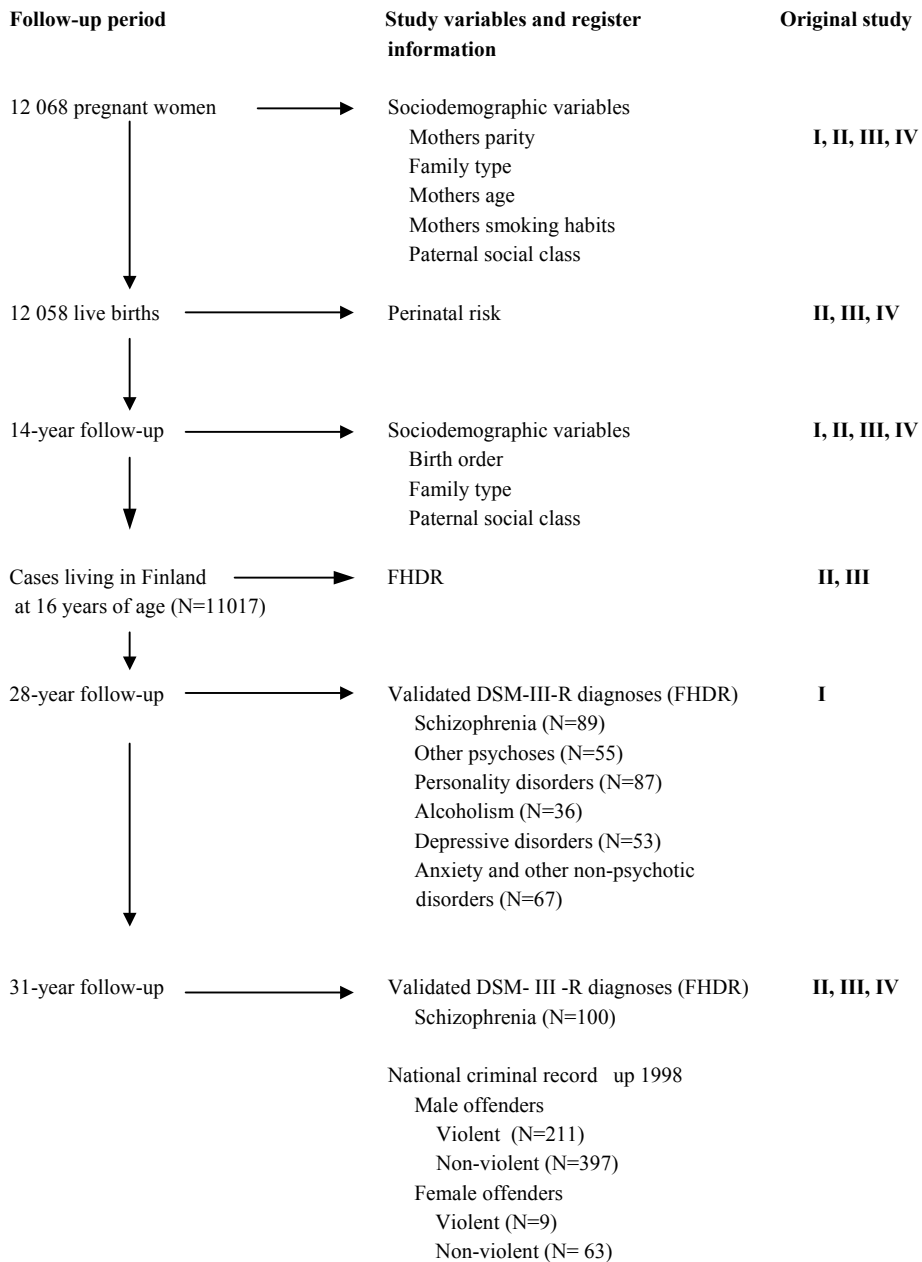 Follow-up period Study variables and register Original study
information
12 068 pregnant women Sociodemographic variables
Mothers parity I, II, III, IV
Family type
Mothers age
Mothers smoking habits
Paternal social class
12 058 live births Perinatal risk II, III, IV
14-year follow-up Sociodemographic variables I, II, III, IV
Birth order
Family type
Paternal social class
Cases living in Finland FHDR II, III
at 16 years of age (N=11017)
28-year follow-up Validated DSM-III-R diagnoses (FHDR) I
Schizophrenia (N=89)
Other psychoses (N=55)
Personality disorders (N=87)
Alcoholism (N=36)
Depressive disorders (N=53)
Anxiety and other non-psychotic
disorders (N=67)
31-year follow-up Validated DSM- III -R diagnoses (FHDR) II, III, IV
Schizophrenia (N=100)
National criminal record up 1998
Male offenders
Violent (N=211)
Non-violent (N=397)
Female offenders
Violent (N=9)
Non-violent (N= 63)